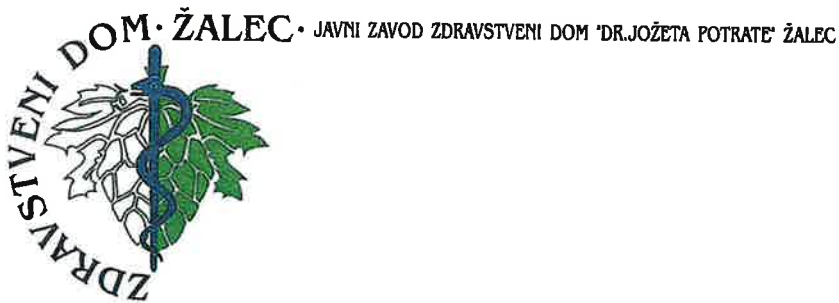 ZDRAVSTVENI DOM · ŽALEC ·
JAVNI ZAVOD ZDRAVSTVENI DOM "DR.JOŽETA POTRATE" ŽALEC